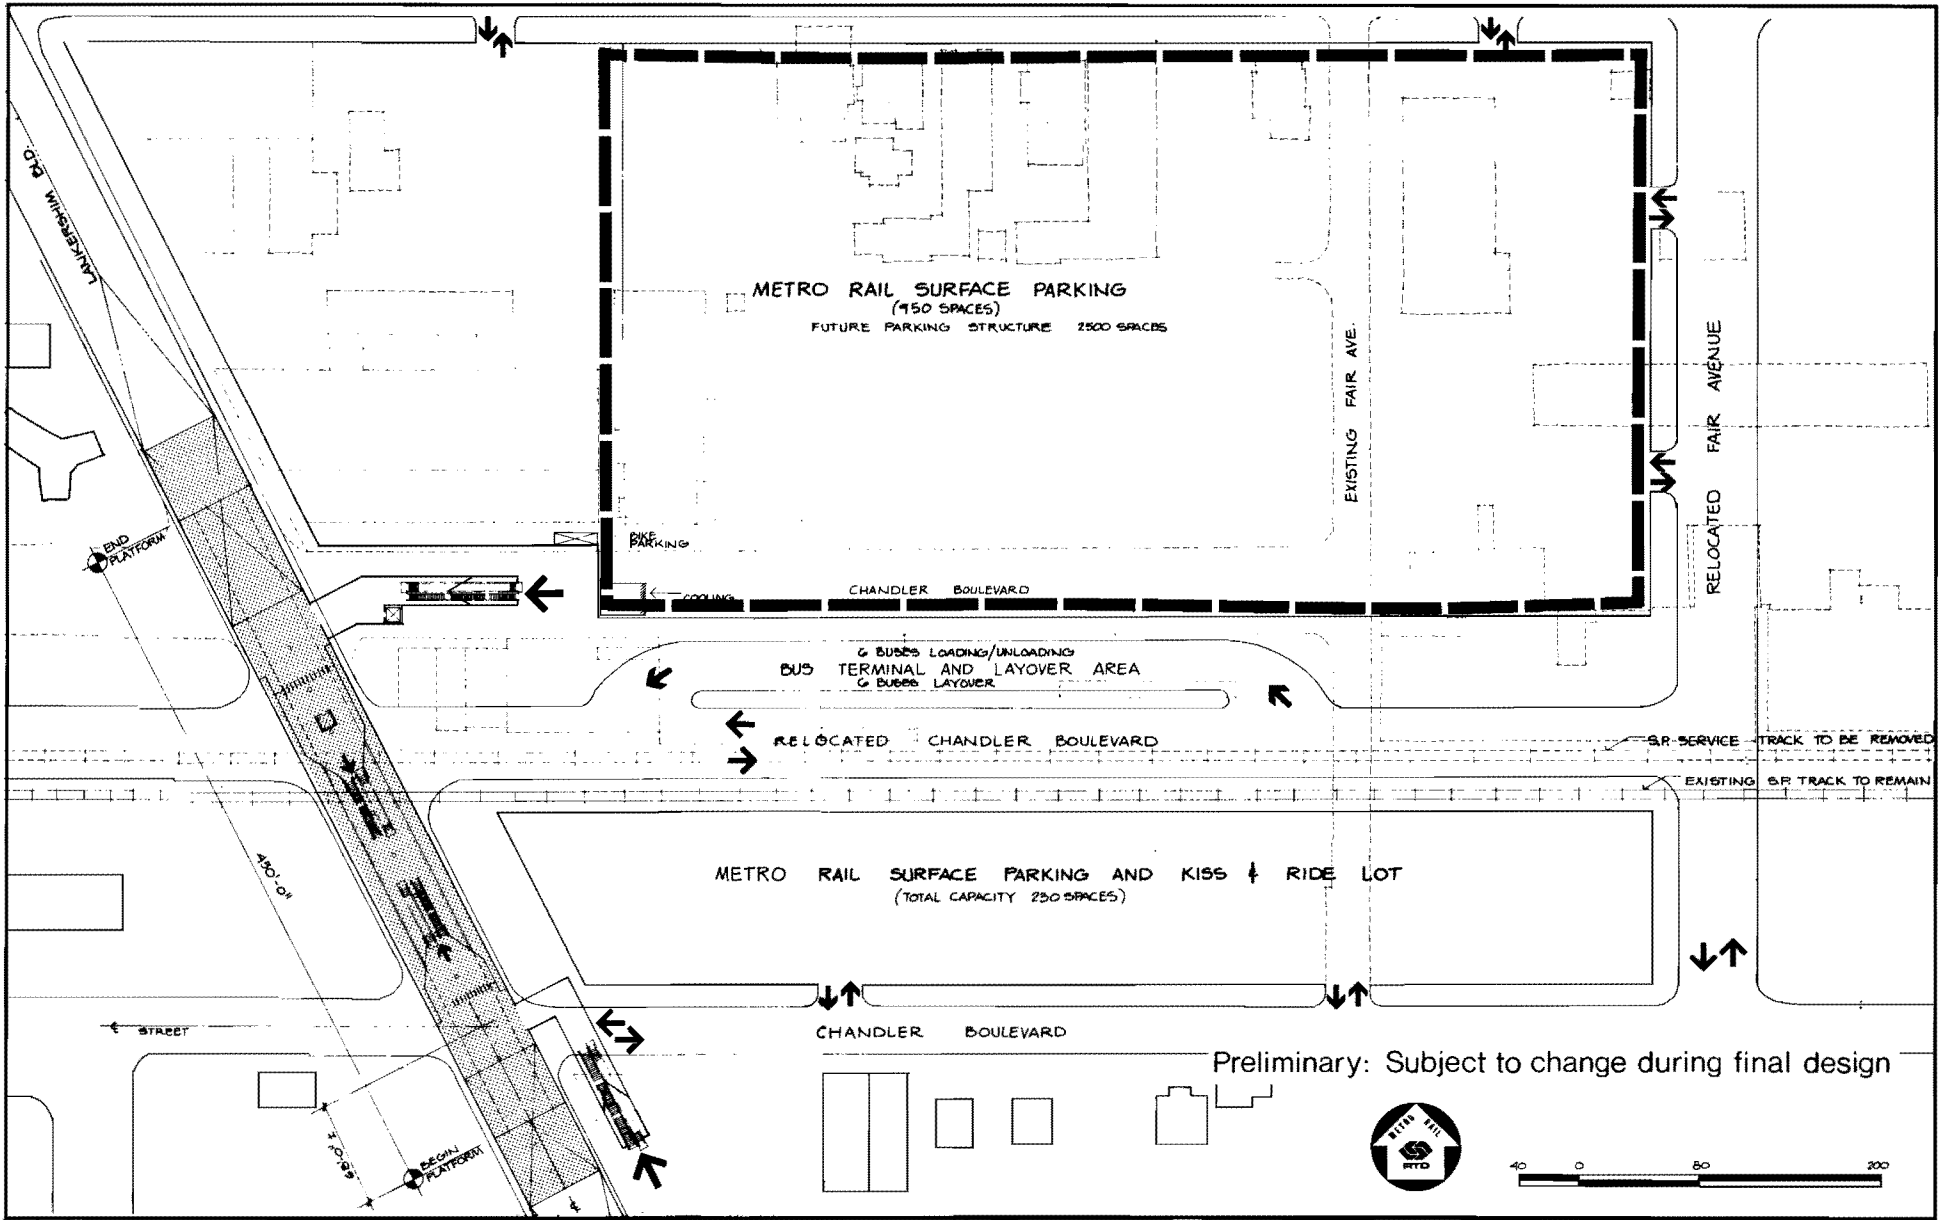 LANKERSHIM BLD.
METRO RAIL SURFACE PARKING
(950 SPACES)
FUTURE PARKING STRUCTURE 2500 SPACES
EXISTING FAIR AVE.
RELOCATED FAIR AVENUE
END
PLATFORM
BIKE
PARKING
COOLING
CHANDLER BOULEVARD
6 BUSES LOADING/UNLOADING
BUS TERMINAL AND LAYOVER AREA
6 BUSES LAYOVER
RELOCATED CHANDLER BOULEVARD
S.P. SERVICE TRACK TO BE REMOVED
EXISTING S.P. TRACK TO REMAIN
450'-0"
METRO RAIL SURFACE PARKING AND KISS & RIDE LOT
(TOTAL CAPACITY 230 SPACES)
STREET
CHANDLER BOULEVARD
Preliminary: Subject to change during final design
BEGIN
PLATFORM
METRO RAIL
RTD
40 0 80 200